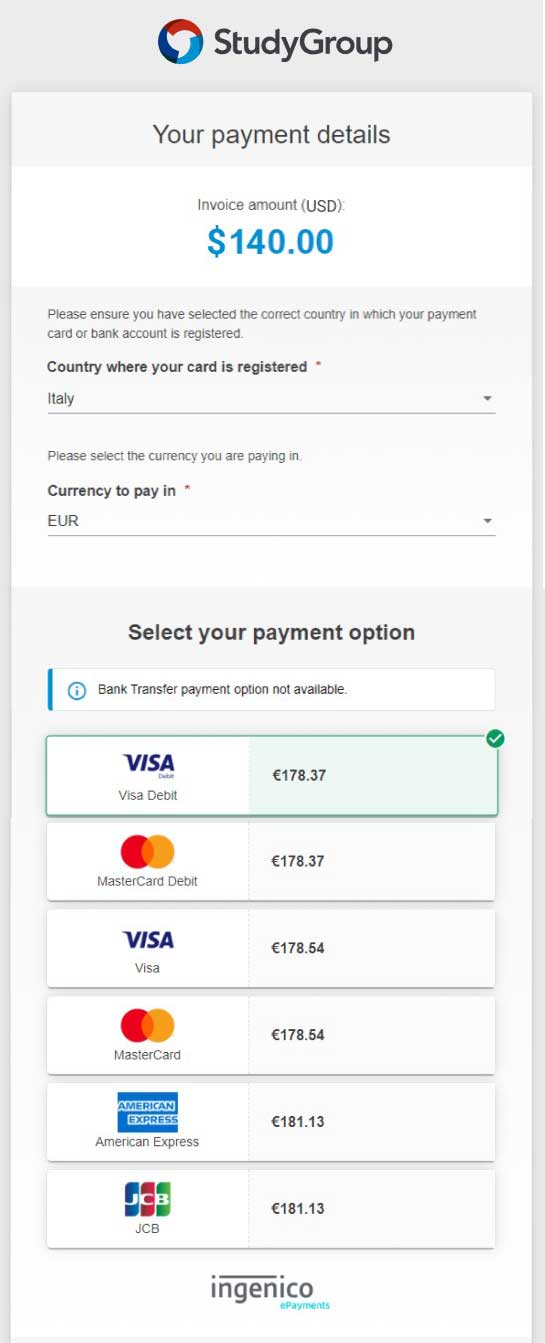 StudyGroup
Your payment details
Invoice amount (USD):
$140.00
Please ensure you have selected the correct country in which your payment
card or bank account is registered.
Country where your card is registered *
Italy
Please select the currency you are paying in.
Currency to pay in *
EUR
Select your payment option
Bank Transfer payment option not available.
VISA
Debit
Visa Debit
€178.37
MasterCard Debit
€178.37
VISA
Visa
€178.54
MasterCard
€178.54
AMERICAN
EXPRESS
American Express
€181.13
JCB
JCB
€181.13
ingenico
ePayments